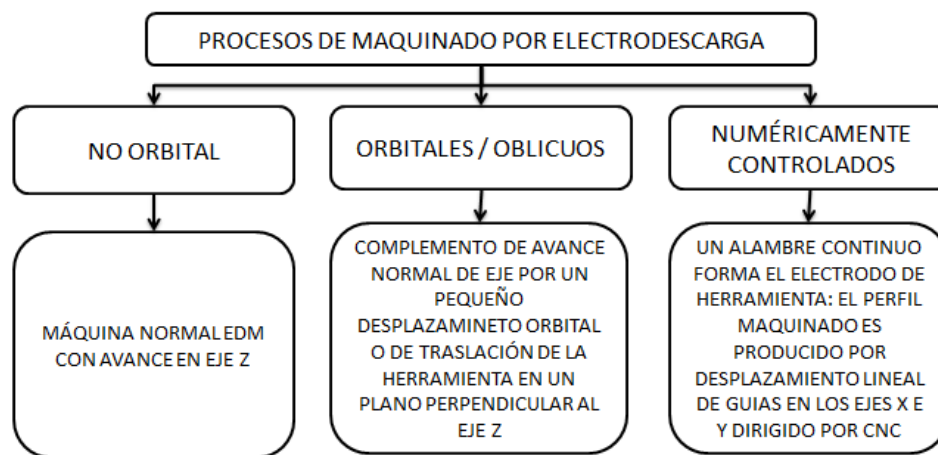 PROCESOS DE MAQUINADO POR ELECTRODESCARGA
NO ORBITAL
ORBITALES / OBLICUOS
NUMÉRICAMENTE
CONTROLADOS
MÁQUINA NORMAL EDM
CON AVANCE EN EJE Z
COMPLEMENTO DE AVANCE
NORMAL DE EJE POR UN
PEQUEÑO
DESPLAZAMINETO ORBITAL
O DE TRASLACIÓN DE LA
HERRAMIENTA EN UN
PLANO PERPENDICULAR AL
EJE Z
UN ALAMBRE CONTINUO
FORMA EL ELECTRODO DE
HERRAMIENTA: EL PERFIL
MAQUINADO ES
PRODUCIDO POR
DESPLAZAMIENTO LINEAL
DE GUIAS EN LOS EJES X E
Y DIRIGIDO POR CNC